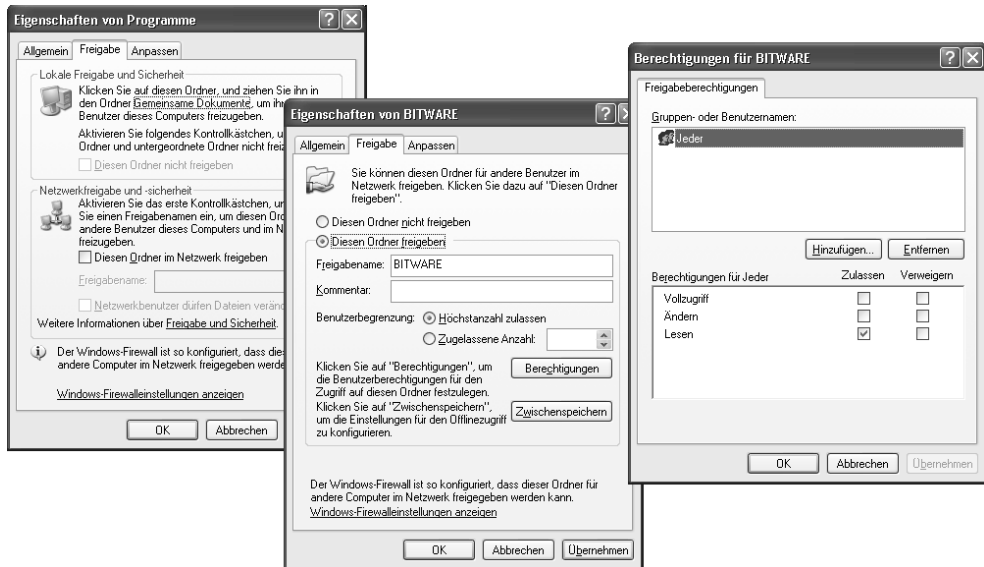 Eigenschaften von Programme
Allgemein Freigabe Anpassen
Lokale Freigabe und Sicherheit
Klicken Sie auf diesen Ordner, und ziehen Sie ihn in
den Ordner Gemeinsame Dokumente, um
Benutzer dieses Computers freizugeben.
Aktivieren Sie folgendes Kontrollkästchen,
Ordner und untergeordnete Ordner nicht
Diesen Ordner nicht freigeben
Netzwerkfreigabe und -sicherheit
Aktivieren Sie das erste Kontrollkästchen,
Sie einen Freigabenamen ein, um diesen
andere Benutzer dieses Computers und im
freizugeben.
Diesen Ordner im Netzwerk freigeben
Freigabename:
Netzwerkbenutzer dürfen Dateien
Weitere Informationen über Freigabe und Sicherheit.
Der Windows-Firewall ist so konfiguriert, dass
andere Computer im Netzwerk freigegeben
Windows-Firewalleinstellungen anzeigen
OK Abbrechen
Eigenschaften von BITWARE
Allgemein Freigabe Anpassen
Sie können diesen Ordner für andere Benutzer im
Netzwerk freigeben. Klicken Sie dazu auf "Diesen Ordner
freigeben".
Diesen Ordner nicht freigeben
Diesen Ordner freigeben
Freigabename: BITWARE
Kommentar:
Benutzerbegrenzung: Höchstanzahl zulassen
Zugelassene Anzahl:
Klicken Sie auf "Berechtigungen", um
die Benutzerberechtigungen für den
Zugriff auf diesen Ordner festzulegen.
Berechtigungen
Klicken Sie auf "Zwischenspeichern",
um die Einstellungen für den Offlinezugriff
zu konfigurieren.
Zwischenspeichern
Der Windows-Firewall ist so konfiguriert, dass dieser Ordner für
andere Computer im Netzwerk freigegeben werden kann.
Windows-Firewalleinstellungen anzeigen
OK Abbrechen Übernehmen
Berechtigungen für BITWARE
Freigabeberechtigungen
Gruppen- oder Benutzernamen:
Jeder
Hinzufügen... Entfernen
Berechtigungen für Jeder Zulassen Verweigern
Vollzugriff
Ändern
Lesen
OK Abbrechen Übernehmen